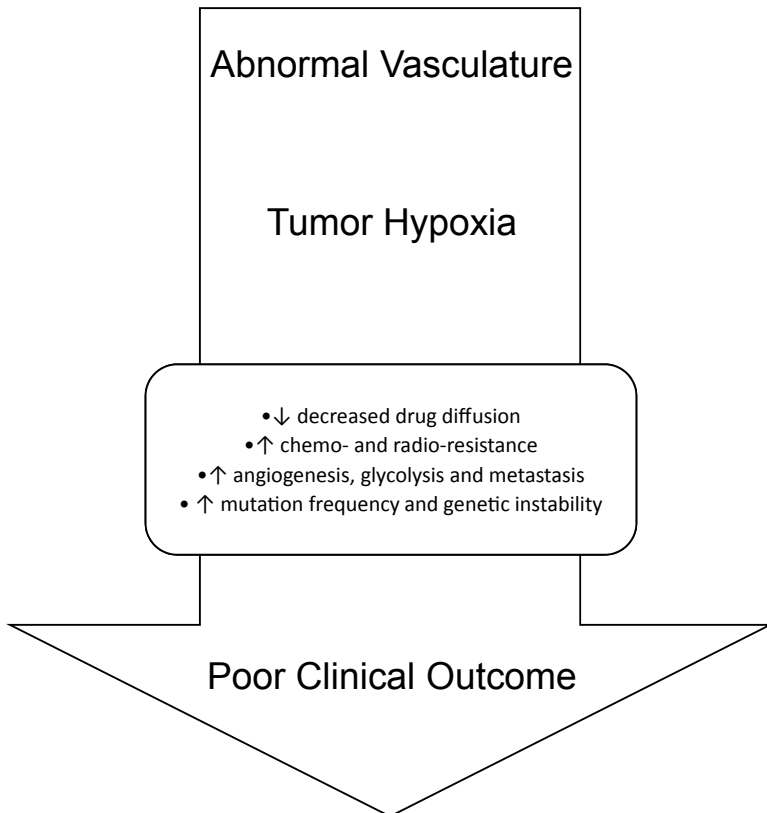 Abnormal Vasculature
Tumor Hypoxia
•↓ decreased drug diffusion
•↑ chemo- and radio-resistance
•↑ angiogenesis, glycolysis and metastasis
• ↑ mutation frequency and genetic instability
Poor Clinical Outcome